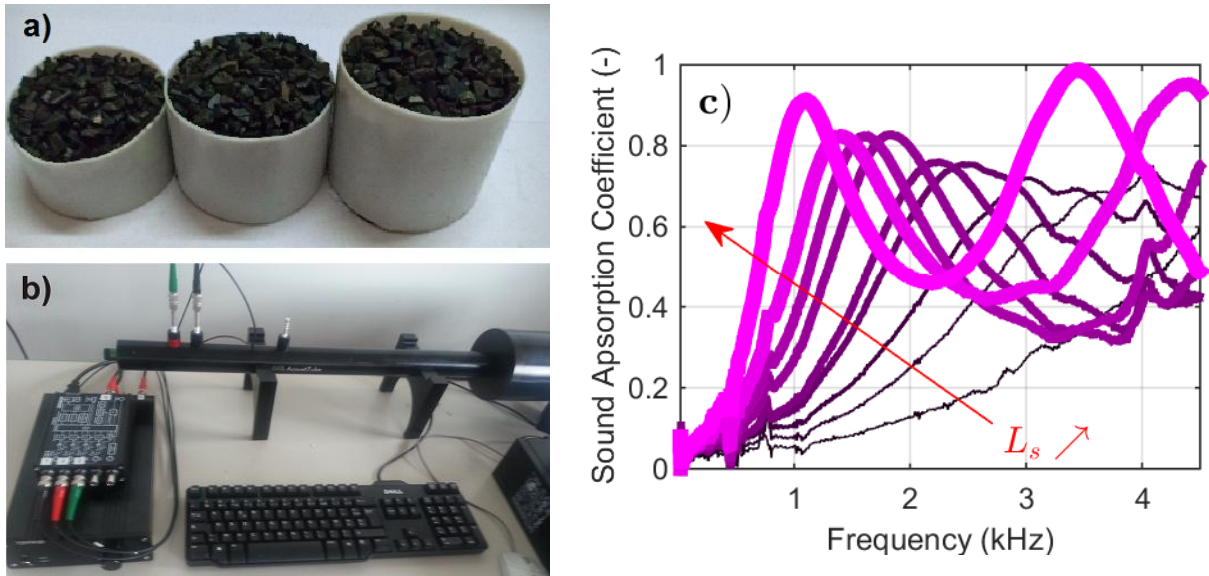 a)
b)
c)
Sound Apsorption Coefficient (-)
1
0.8
0.6
0.4
0.2
0
L_s ↗
1
2
3
4
Frequency (kHz)
DELL